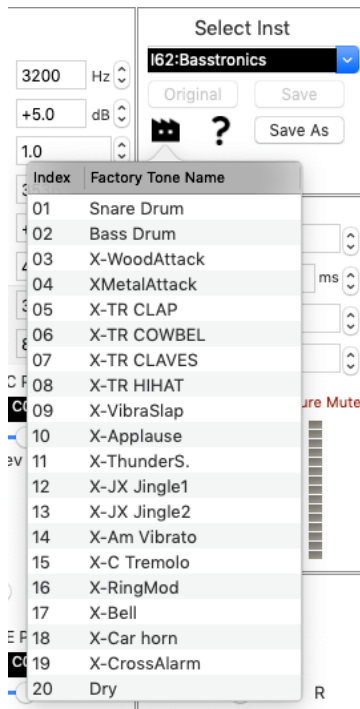 Select Inst
I62:Basstronics
3200 Hz
Original Save
+5.0 dB
? Save As
1.0
Index Factory Tone Name
01 Snare Drum
02 Bass Drum
03 X-WoodAttack
04 XMetalAttack
ms
05 X-TR CLAP
06 X-TR COWBEL
07 X-TR CLAVES
08 X-TR HIHAT
09 X-VibraSlap
ure Mute
10 X-Applause
11 X-ThunderS.
ev
12 X-JX Jingle1
13 X-JX Jingle2
14 X-Am Vibrato
15 X-C Tremolo
16 X-RingMod
17 X-Bell
18 X-Car horn
19 X-CrossAlarm
20 Dry
R